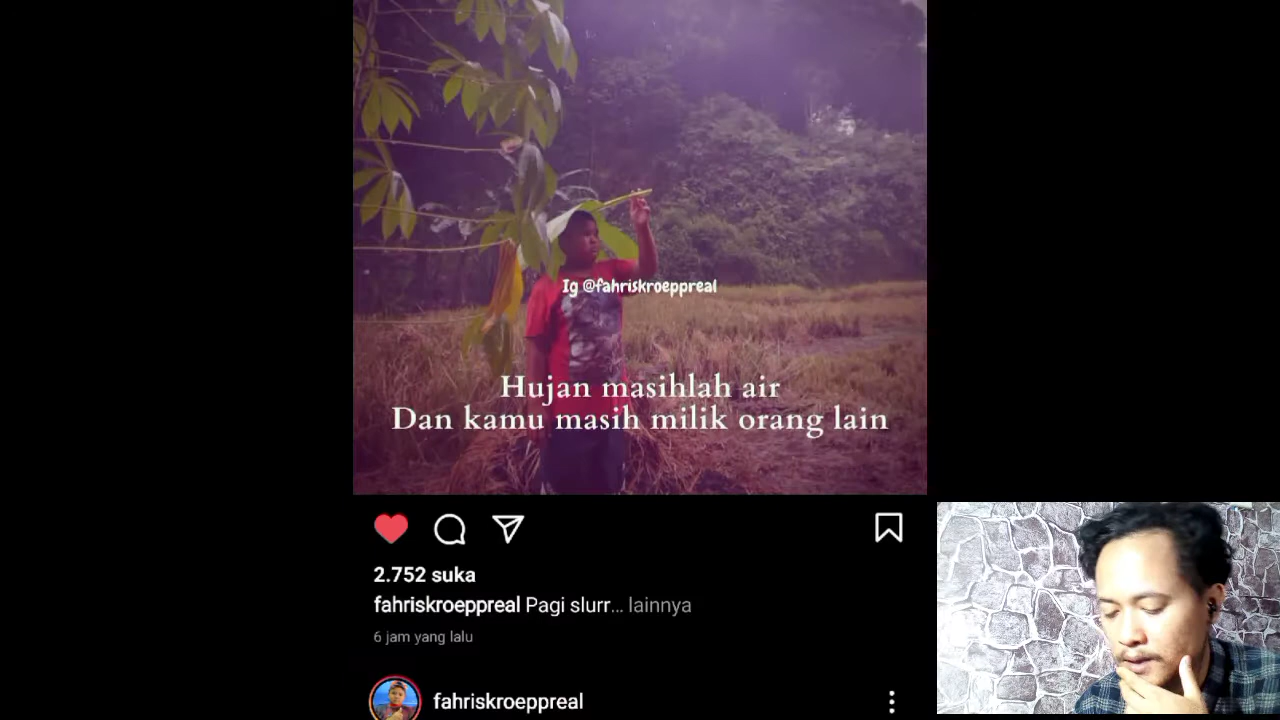 Ig @fahriskroeppreal
Hujan masihlah air
Dan kamu masih milik orang lain
2.752 suka
fahriskroeppreal Pagi slurr... lainnya
6 jam yang lalu
fahriskroeppreal